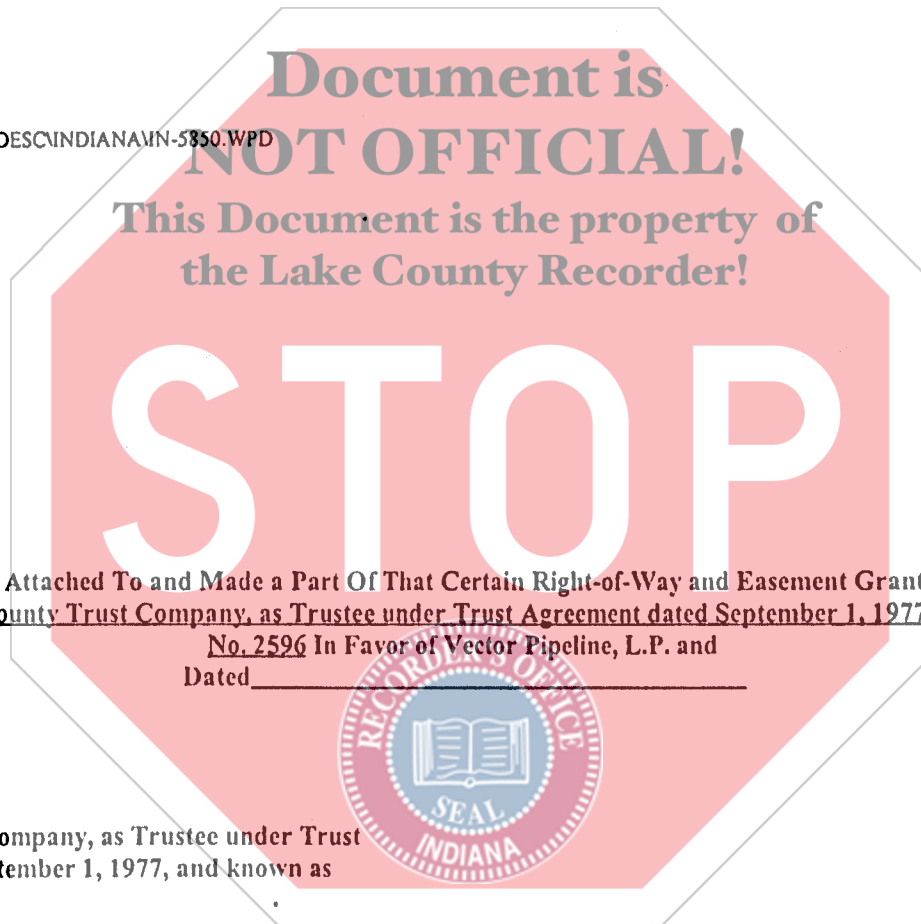 Document is
OESC\INDIANA\IN-5850.WPD
NOT OFFICIAL!
This Document is the property of
the Lake County Recorder!
STOP
Attached To and Made a Part Of That Certain Right-of-Way and Easement Grant
ounty Trust Company, as Trustee under Trust Agreement dated September 1, 1977
No. 2596 In Favor of Vector Pipeline, L.P. and
Dated
RECORDER'S OFFICE
SEAL
INDIANA
ompany, as Trustee under Trust
tember 1, 1977, and known as